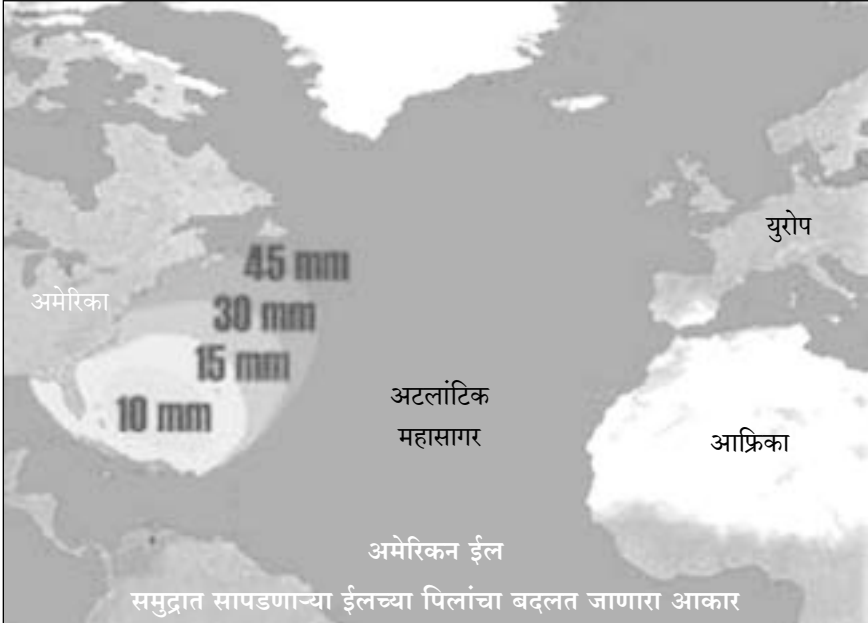 युरोप
45 mm
अमेरिका
30 mm
15 mm
10 mm
अटलांटिक
महासागर
आफ्रिका
अमेरिकन ईल
समुद्रात सापडणाऱ्या ईलच्या पिलांचा बदलत जाणारा आकार